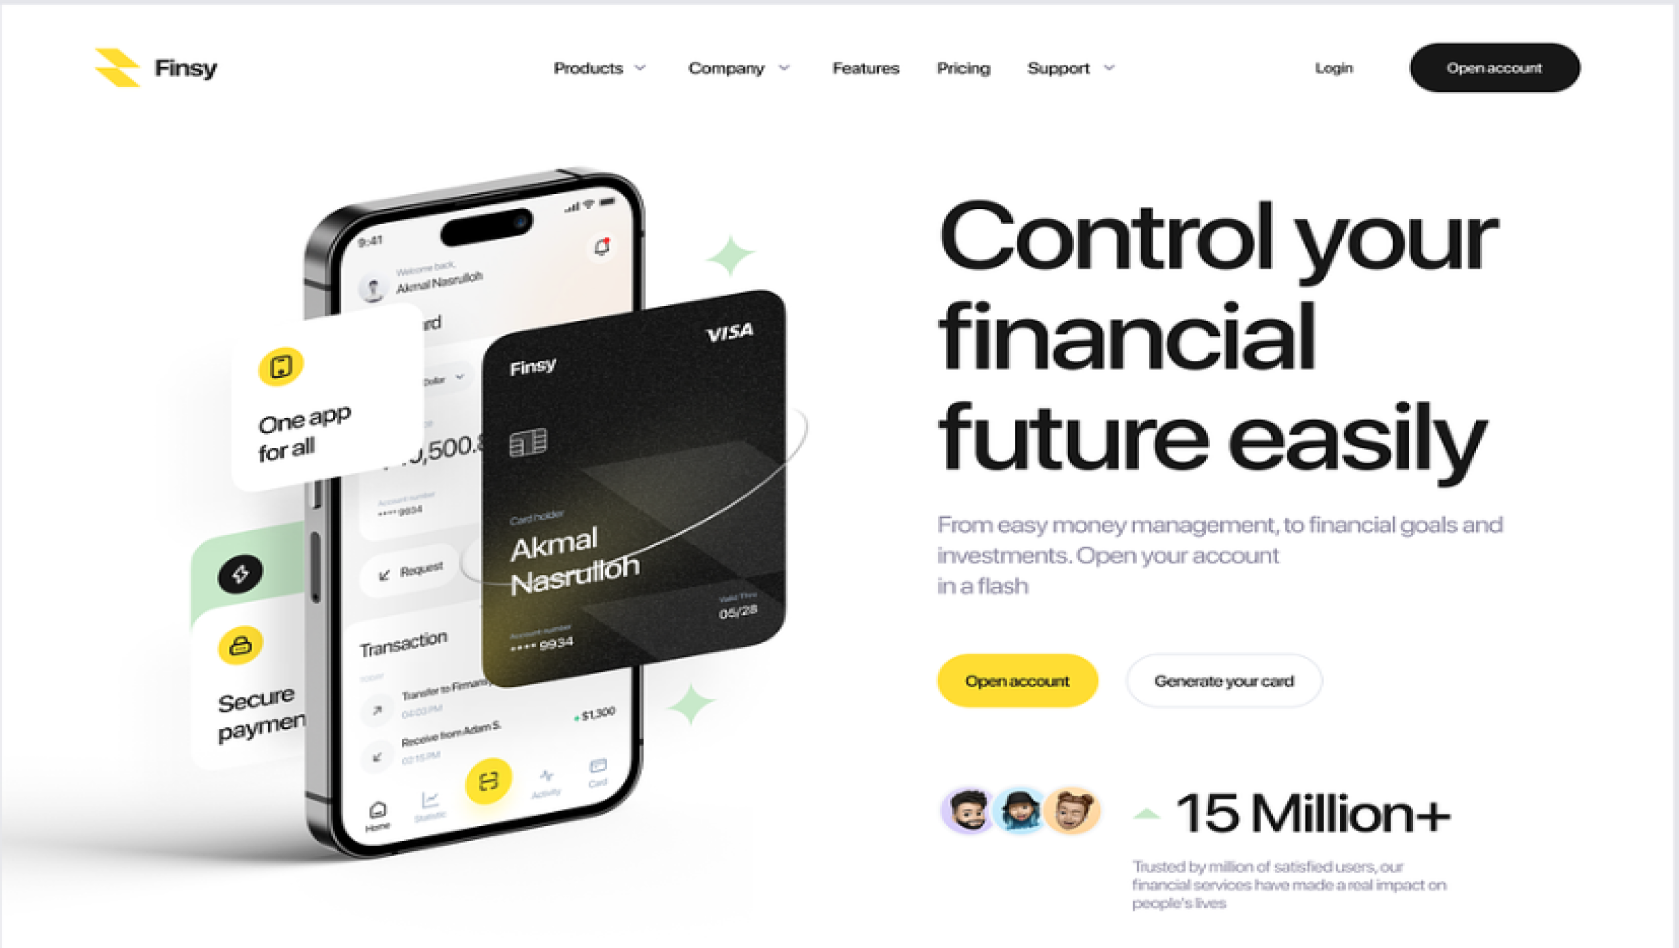 Finsy
Products
Company
Features
Pricing
Support
Login
Open account
9:41
Welcome back,
Akmal Nasrulloh
One app
for all
Dollar
0,500.8
Account number
**** 9934
Request
Secure
paymen
Transaction
TODAY
Transfer to Firmans
04:03 PM
Receive from Adam S.
02:15 PM
+ $1,300
Home
Statistic
Activity
Card
Finsy
VISA
Card holder
Akmal
Nasrulloh
Account number
**** 9934
Valid Thru
05/28
Control your
financial
future easily
From easy money management, to financial goals and
investments. Open your account
in a flash
Open account
Generate your card
15 Million+
Trusted by million of satisfied users, our
financial services have made a real impact on
people's lives